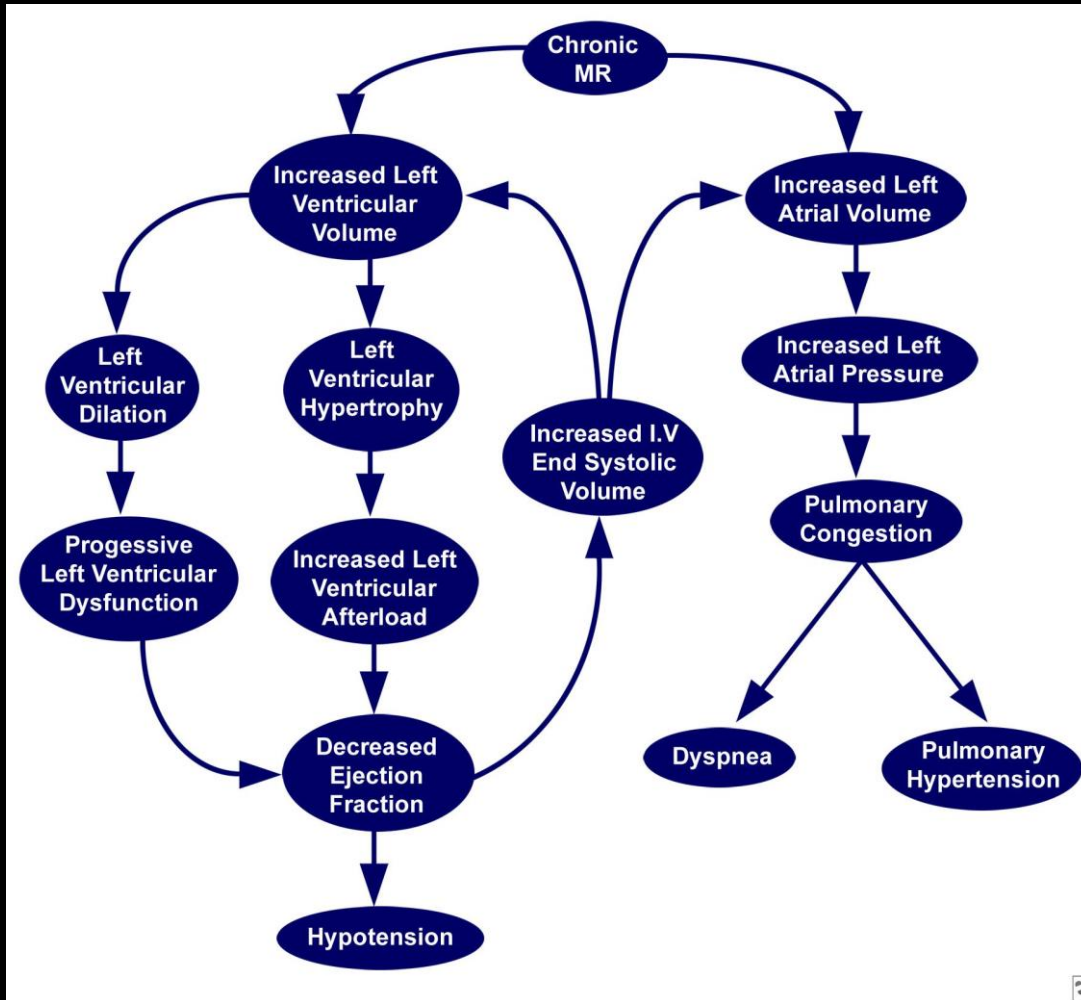 Chronic
MR
Increased Left
Ventricular
Volume
Increased Left
Atrial Volume
Left
Ventricular
Dilation
Left
Ventricular
Hypertrophy
Increased I.V
End Systolic
Volume
Increased Left
Atrial Pressure
Progessive
Left Ventricular
Dysfunction
Increased Left
Ventricular
Afterload
Pulmonary
Congestion
Decreased
Ejection
Fraction
Dyspnea
Pulmonary
Hypertension
Hypotension